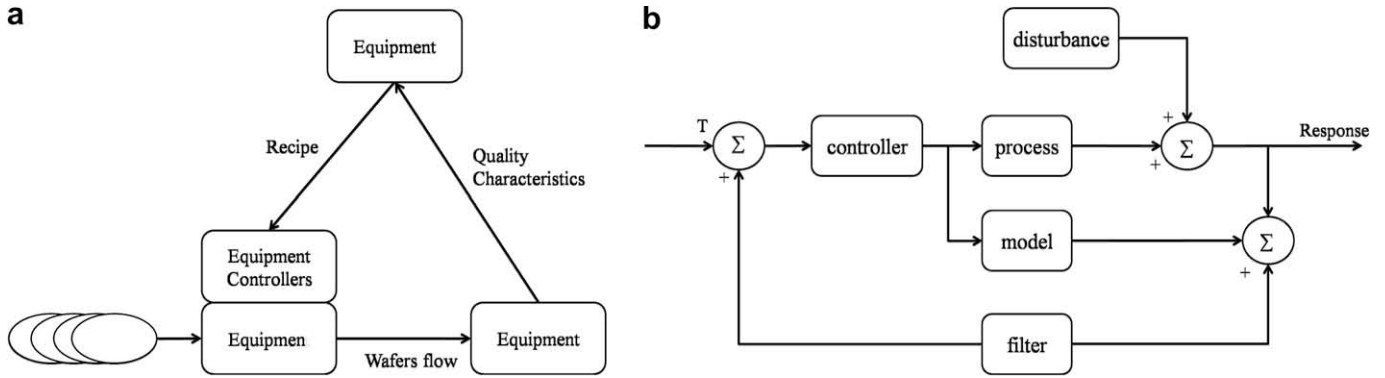 a
Equipment
Recipe
Quality
Characteristics
Equipment
Controllers
Equipmen
Wafers flow
Equipment
b
disturbance
T
Σ
+
controller
process
+
+
Σ
Response
model
Σ
+
filter